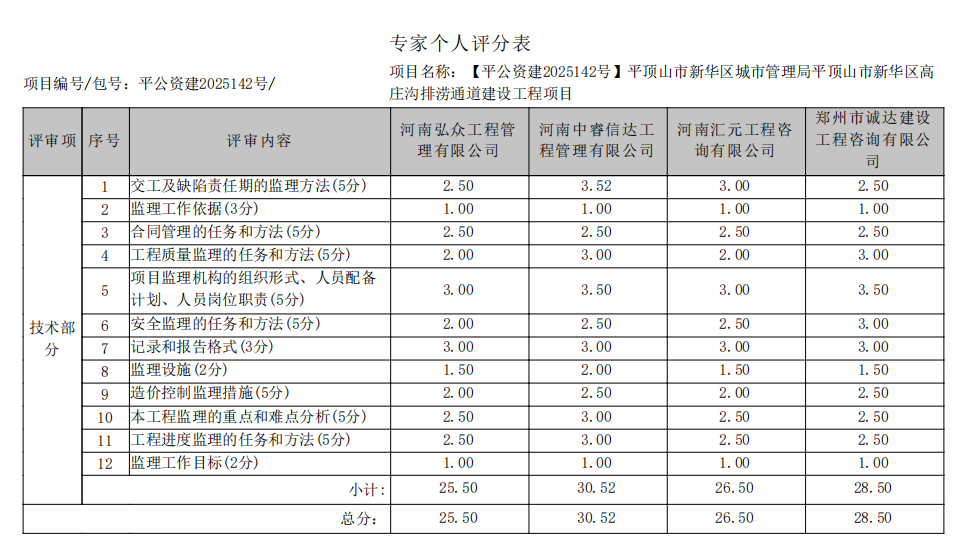 专家个人评分表
项目编号/包号：平公资建2025142号/
项目名称：【平公资建2025142号】平顶山市新华区城市管理局平顶山市新华区高
庄沟排涝通道建设工程项目
评审项 序号 评审内容 河南弘众工程管理有限公司 河南中睿信达工程管理有限公司 河南汇元工程咨询有限公司 郑州市诚达建设工程咨询有限公司
技术部分
1 交工及缺陷责任期的监理方法(5分) 2.50 3.52 3.00 2.50
2 监理工作依据(3分) 1.00 1.00 1.00 1.00
3 合同管理的任务和方法(5分) 2.50 2.50 2.50 2.50
4 工程质量监理的任务和方法(5分) 2.00 3.00 2.00 3.00
5 项目监理机构的组织形式、人员配备
计划、人员岗位职责(5分) 3.00 3.50 3.00 3.50
6 安全监理的任务和方法(5分) 2.00 2.50 2.50 3.00
7 记录和报告格式(3分) 3.00 3.00 3.00 3.00
8 监理设施(2分) 1.50 2.00 1.50 1.50
9 造价控制监理措施(5分) 2.00 2.50 2.00 2.50
10 本工程监理的重点和难点分析(5分) 2.50 3.00 2.50 2.50
11 工程进度监理的任务和方法(5分) 2.50 3.00 2.50 2.50
12 监理工作目标(2分) 1.00 1.00 1.00 1.00
小计: 25.50 30.52 26.50 28.50
总分： 25.50 30.52 26.50 28.50